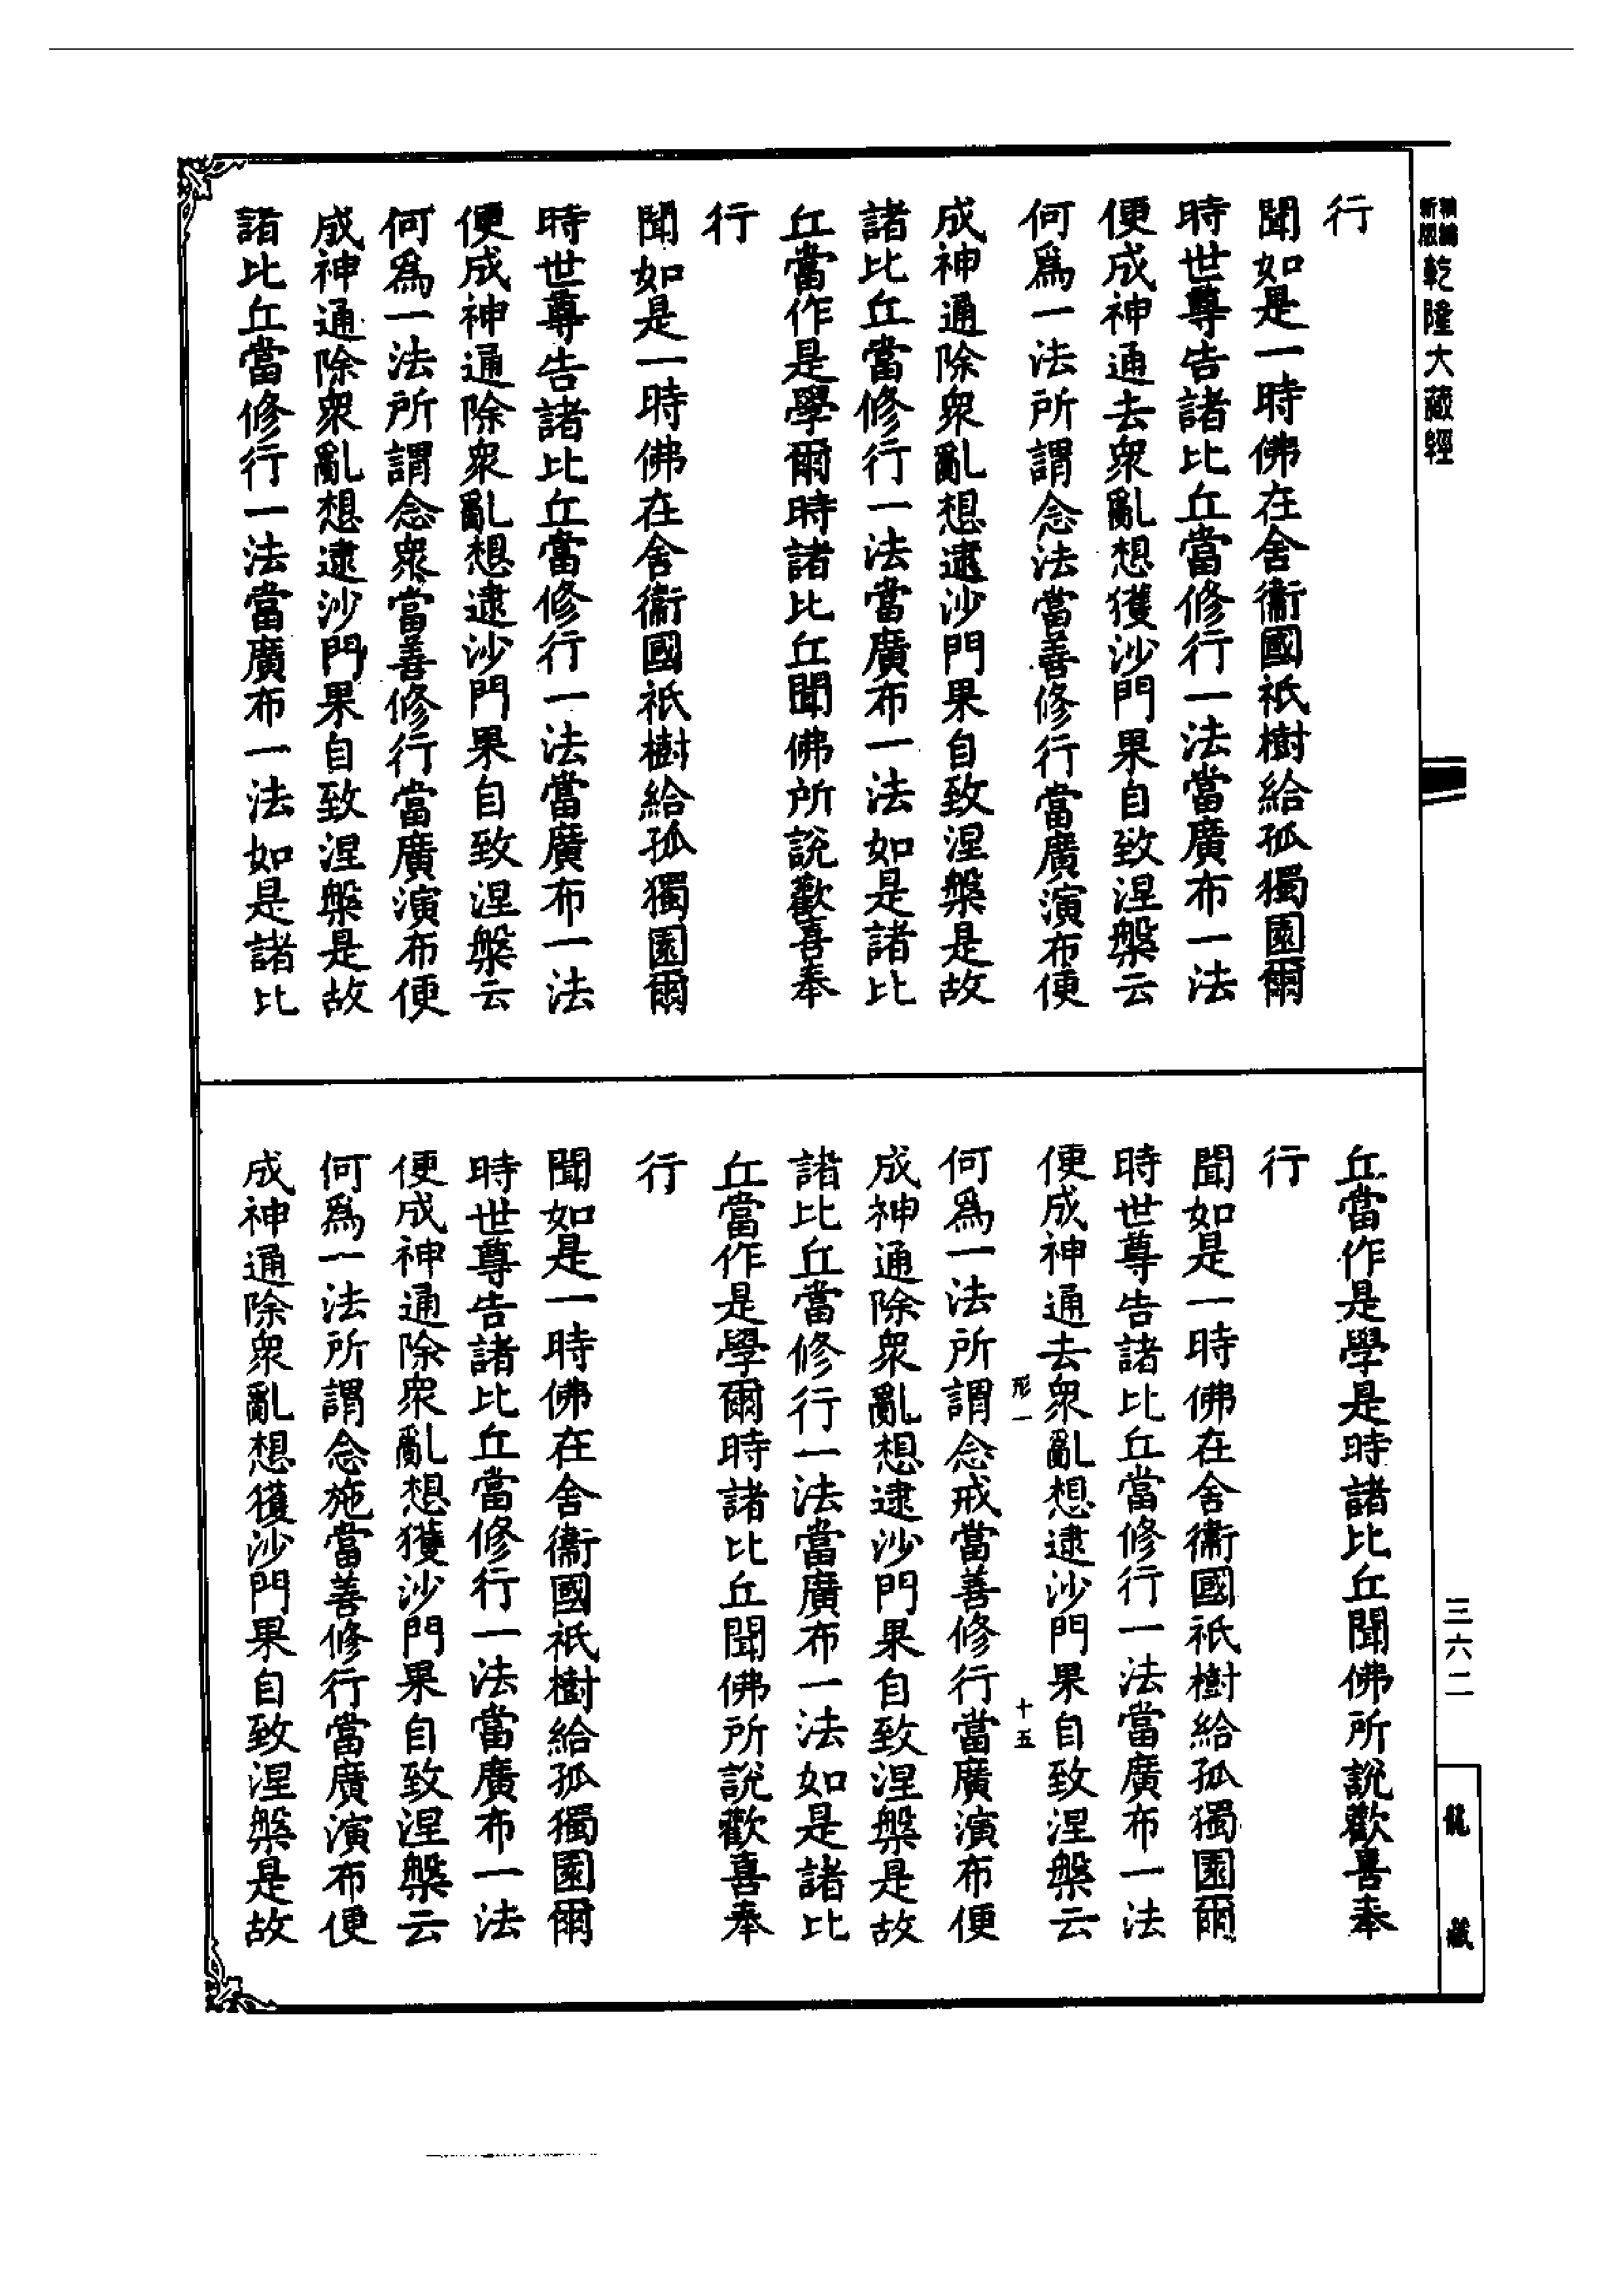 新編縮版乾隆大藏經
行
聞如是一時佛在舍衞國祇樹給孤獨園爾
時世尊告諸比丘當修行一法當廣布一法
便成神通去衆亂想獲沙門果自致涅槃云
何爲一法所謂念法當善修行當廣演布便
成神通除衆亂想逮沙門果自致涅槃是故
諸比丘當修行一法當廣布一法如是諸比
丘當作是學爾時諸比丘聞佛所說歡喜奉
行
聞如是一時佛在舍衞國祇樹給孤獨園爾
時世尊告諸比丘當修行一法當廣布一法
便成神通除衆亂想逮沙門果自致涅槃云
何爲一法所謂念衆當善修行當廣演布便
成神通除衆亂想逮沙門果自致涅槃是故
諸比丘當修行一法當廣布一法如是諸比
丘當作是學是時諸比丘聞佛所說歡喜奉
行
聞如是一時佛在舍衞國祇樹給孤獨園爾
時世尊告諸比丘當修行一法當廣布一法
便成神通去衆亂想逮沙門果自致涅槃云
形一 十五
何爲一法所謂念戒當善修行當廣演布便
成神通除衆亂想逮沙門果自致涅槃是故
諸比丘當修行一法當廣布一法如是諸比
丘當作是學爾時諸比丘聞佛所說歡喜奉
行
聞如是一時佛在舍衞國祇樹給孤獨園爾
時世尊告諸比丘當修行一法當廣布一法
便成神通除衆亂想獲沙門果自致涅槃云
何爲一法所謂念施當善修行當廣演布便
成神通除衆亂想獲沙門果自致涅槃是故
三六二
龍藏